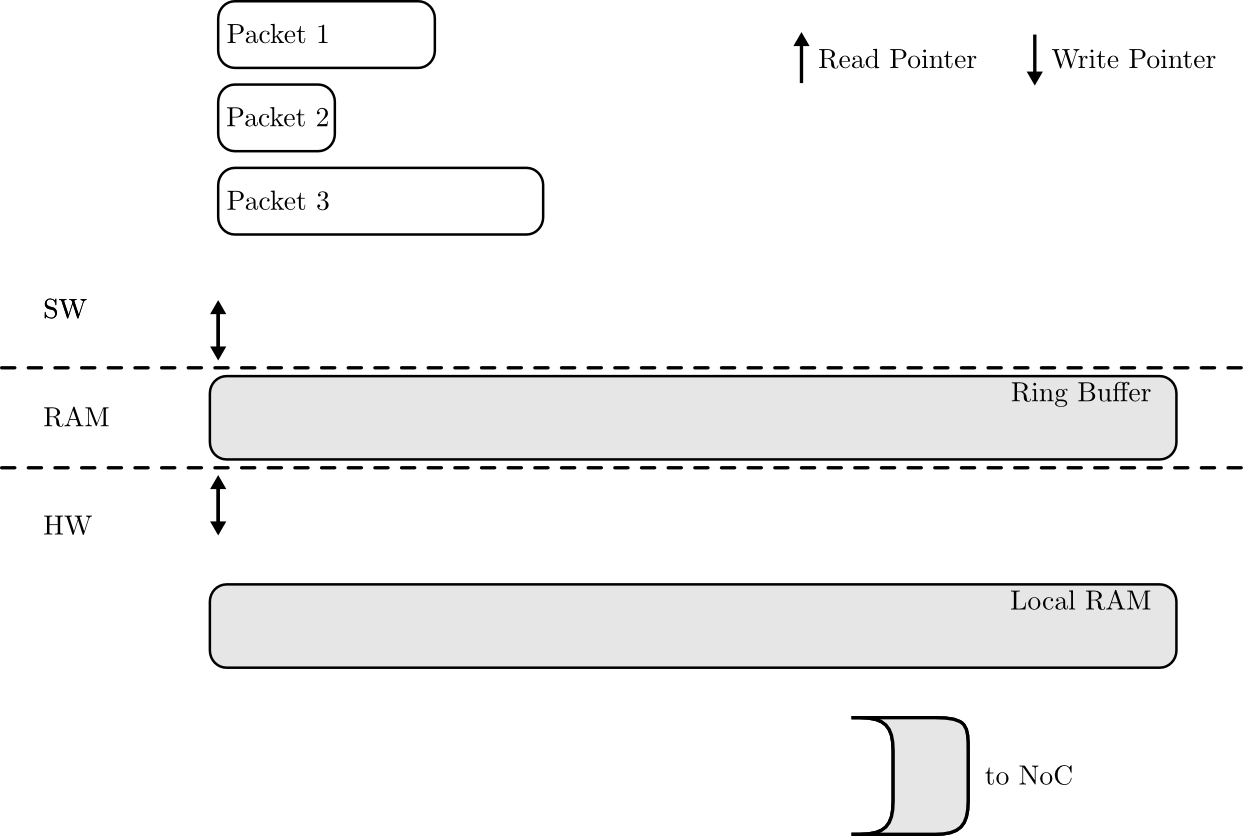 Packet 1
Read Pointer
Write Pointer
Packet 2
Packet 3
SW
Ring Buffer
RAM
HW
Local RAM
to NoC